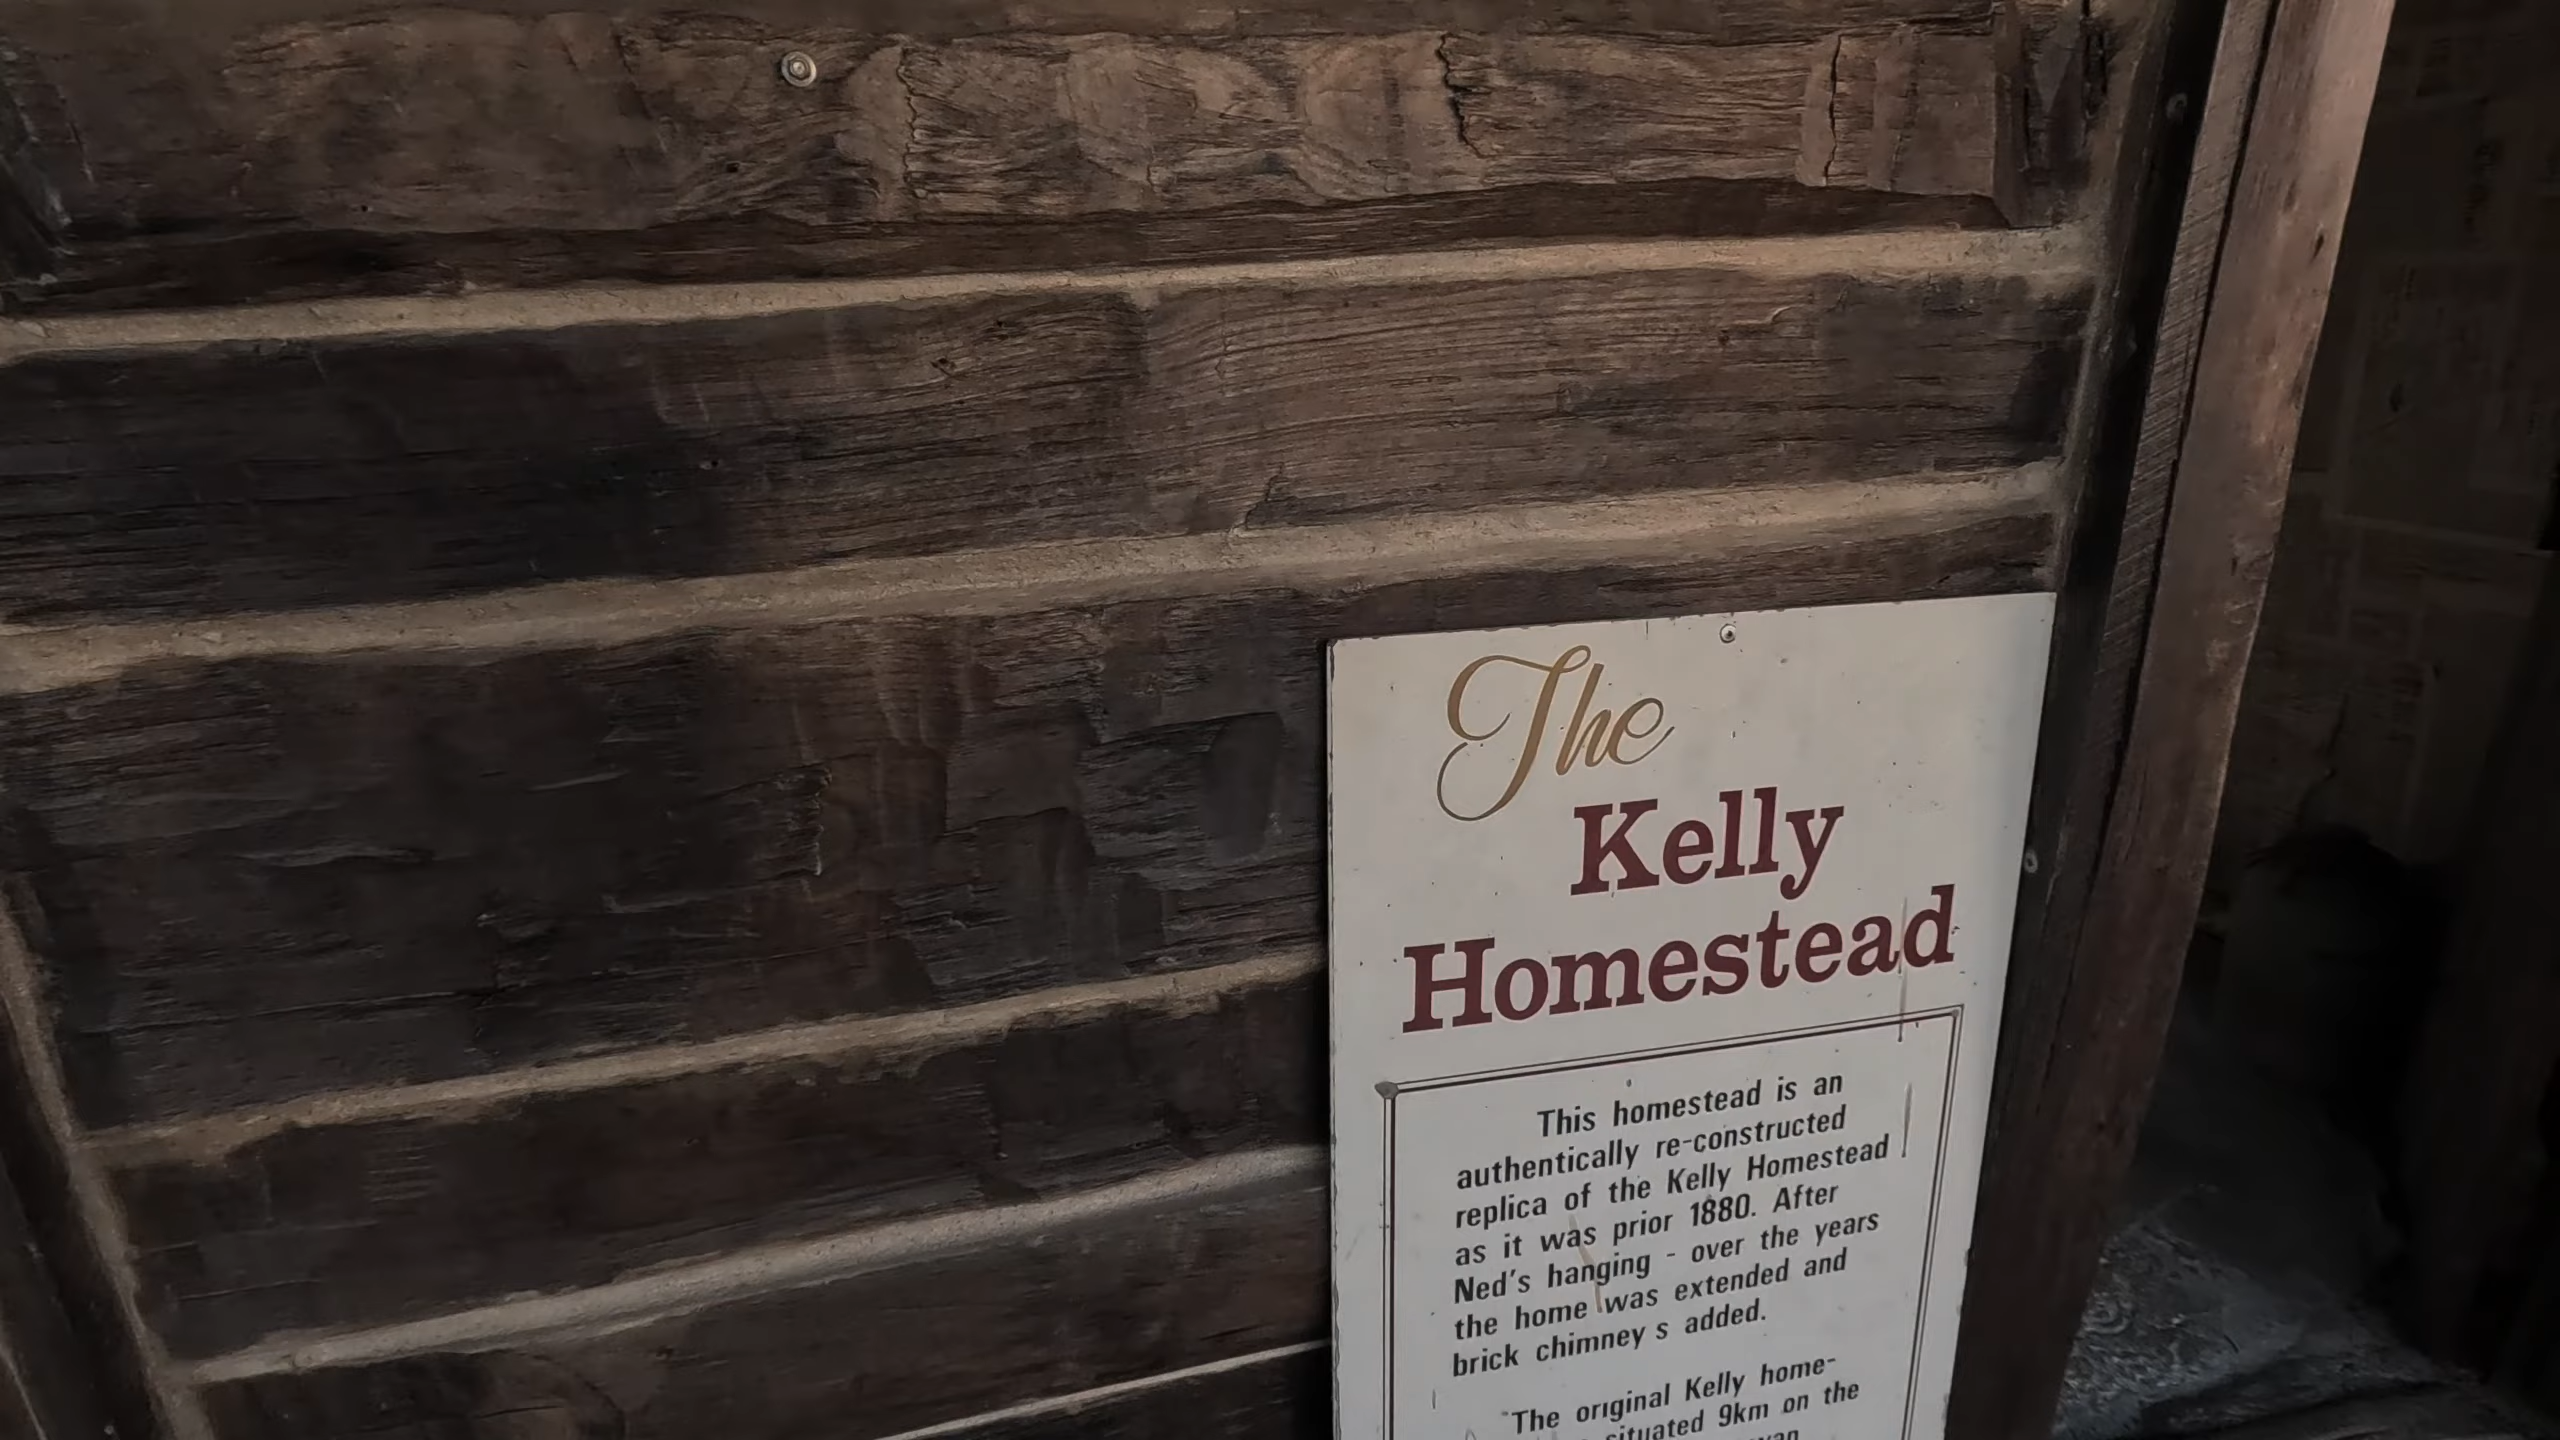 The
Kelly
Homestead
This homestead is an
authentically re-constructed
replica of the Kelly Homestead
as it was prior 1880. After
Ned's hanging - over the years
the home was extended and
brick chimney s added.
The original Kelly home-
situated 9km on the